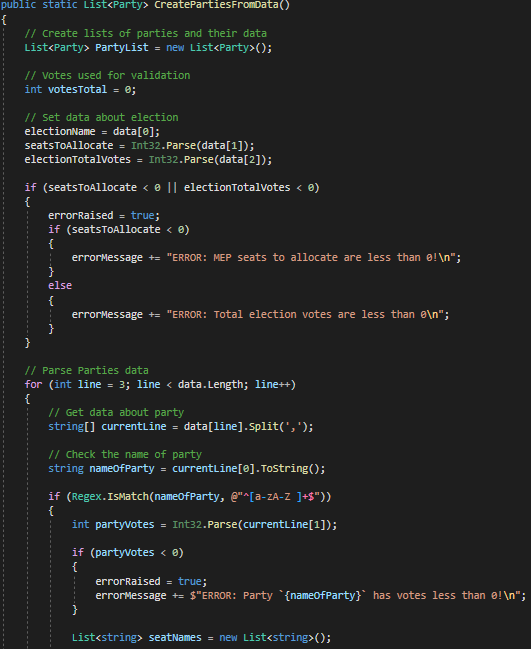 public static List<Party> CreatePartiesFromData()
{
// Create lists of parties and their data
List<Party> PartyList = new List<Party>();
// Votes used for validation
int votesTotal = 0;
// Set data about election
electionName = data[0];
seatsToAllocate = Int32.Parse(data[1]);
electionTotalVotes = Int32.Parse(data[2]);
if (seatsToAllocate < 0 || electionTotalVotes < 0)
{
errorRaised = true;
if (seatsToAllocate < 0)
{
errorMessage += "ERROR: MEP seats to allocate are less than 0!\n";
}
else
{
errorMessage += "ERROR: Total election votes are less than 0\n";
}
}
// Parse Parties data
for (int line = 3; line < data.Length; line++)
{
// Get data about party
string[] currentLine = data[line].Split(',');
// Check the name of party
string nameOfParty = currentLine[0].ToString();
if (Regex.IsMatch(nameOfParty, @"^[a-zA-Z ]+$"))
{
int partyVotes = Int32.Parse(currentLine[1]);
if (partyVotes < 0)
{
errorRaised = true;
errorMessage += $"ERROR: Party `{nameOfParty}` has votes less than 0!\n";
}
List<string> seatNames = new List<string>();